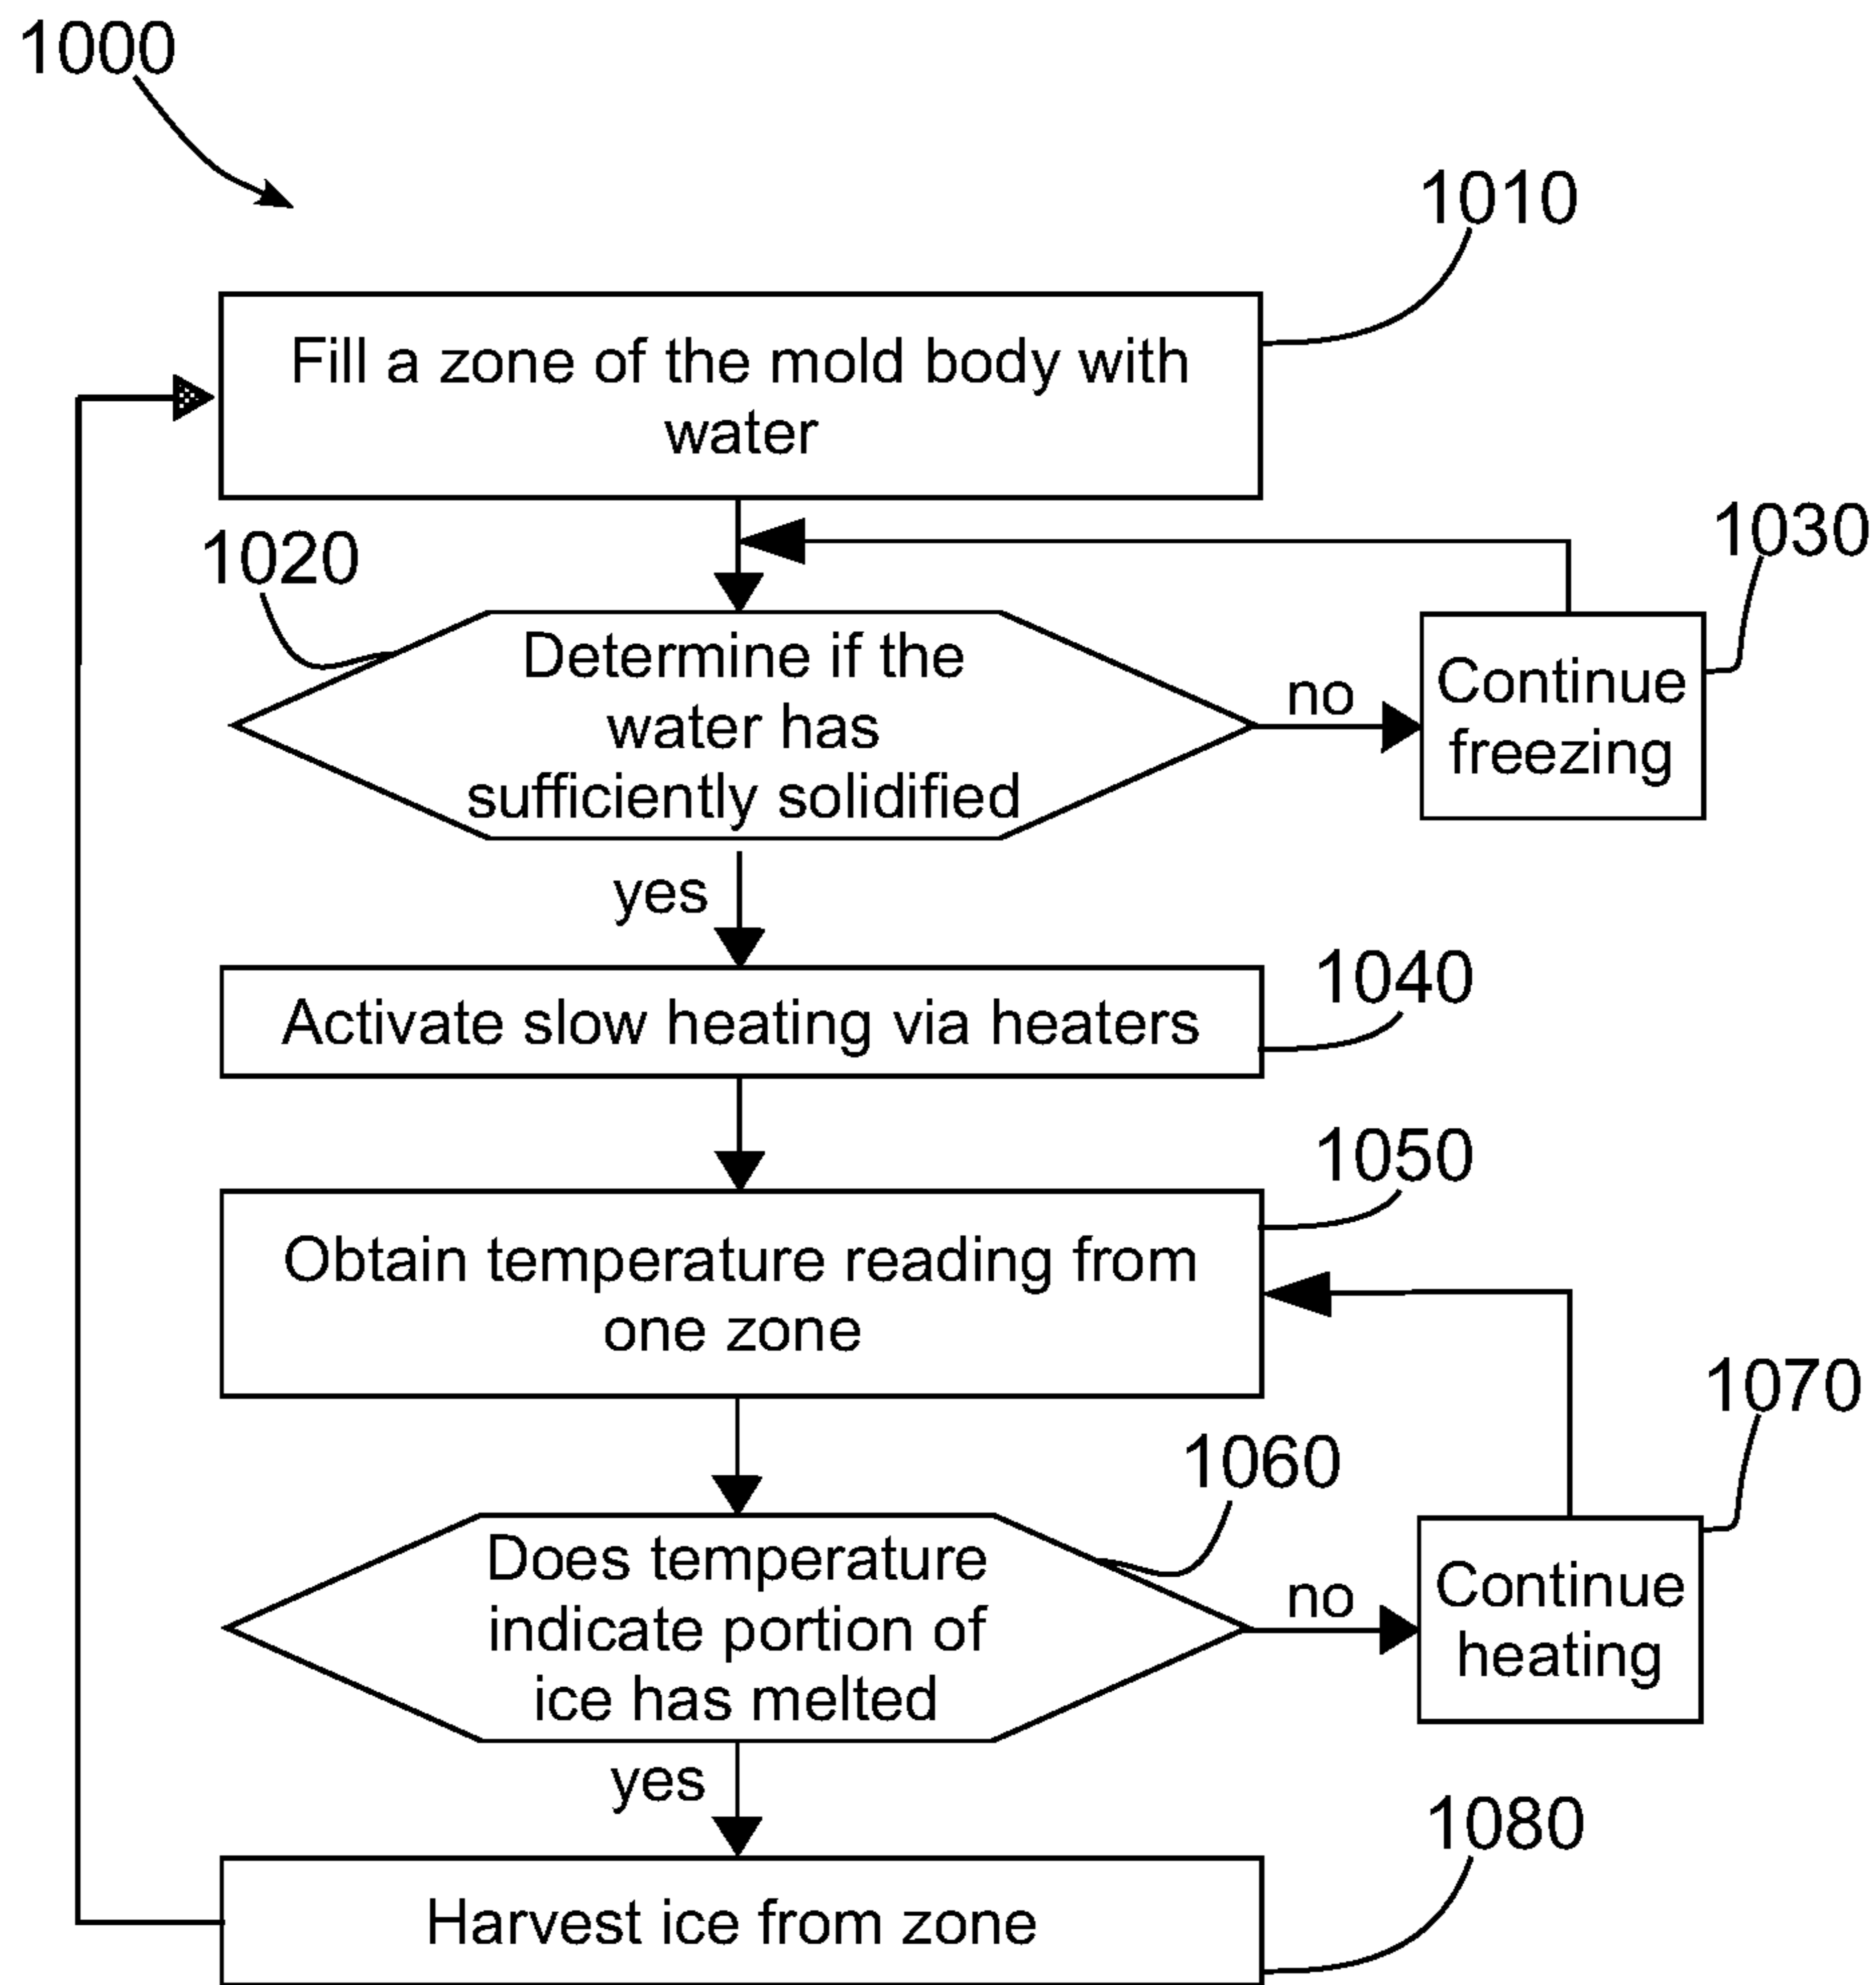 1000
1010
Fill a zone of the mold body with
water
1020
1030
Determine if the
water has
sufficiently solidified
no
Continue
freezing
yes
1040
Activate slow heating via heaters
1050
Obtain temperature reading from
one zone
1060
1070
Does temperature
indicate portion of
ice has melted
no
Continue
heating
yes
1080
Harvest ice from zone